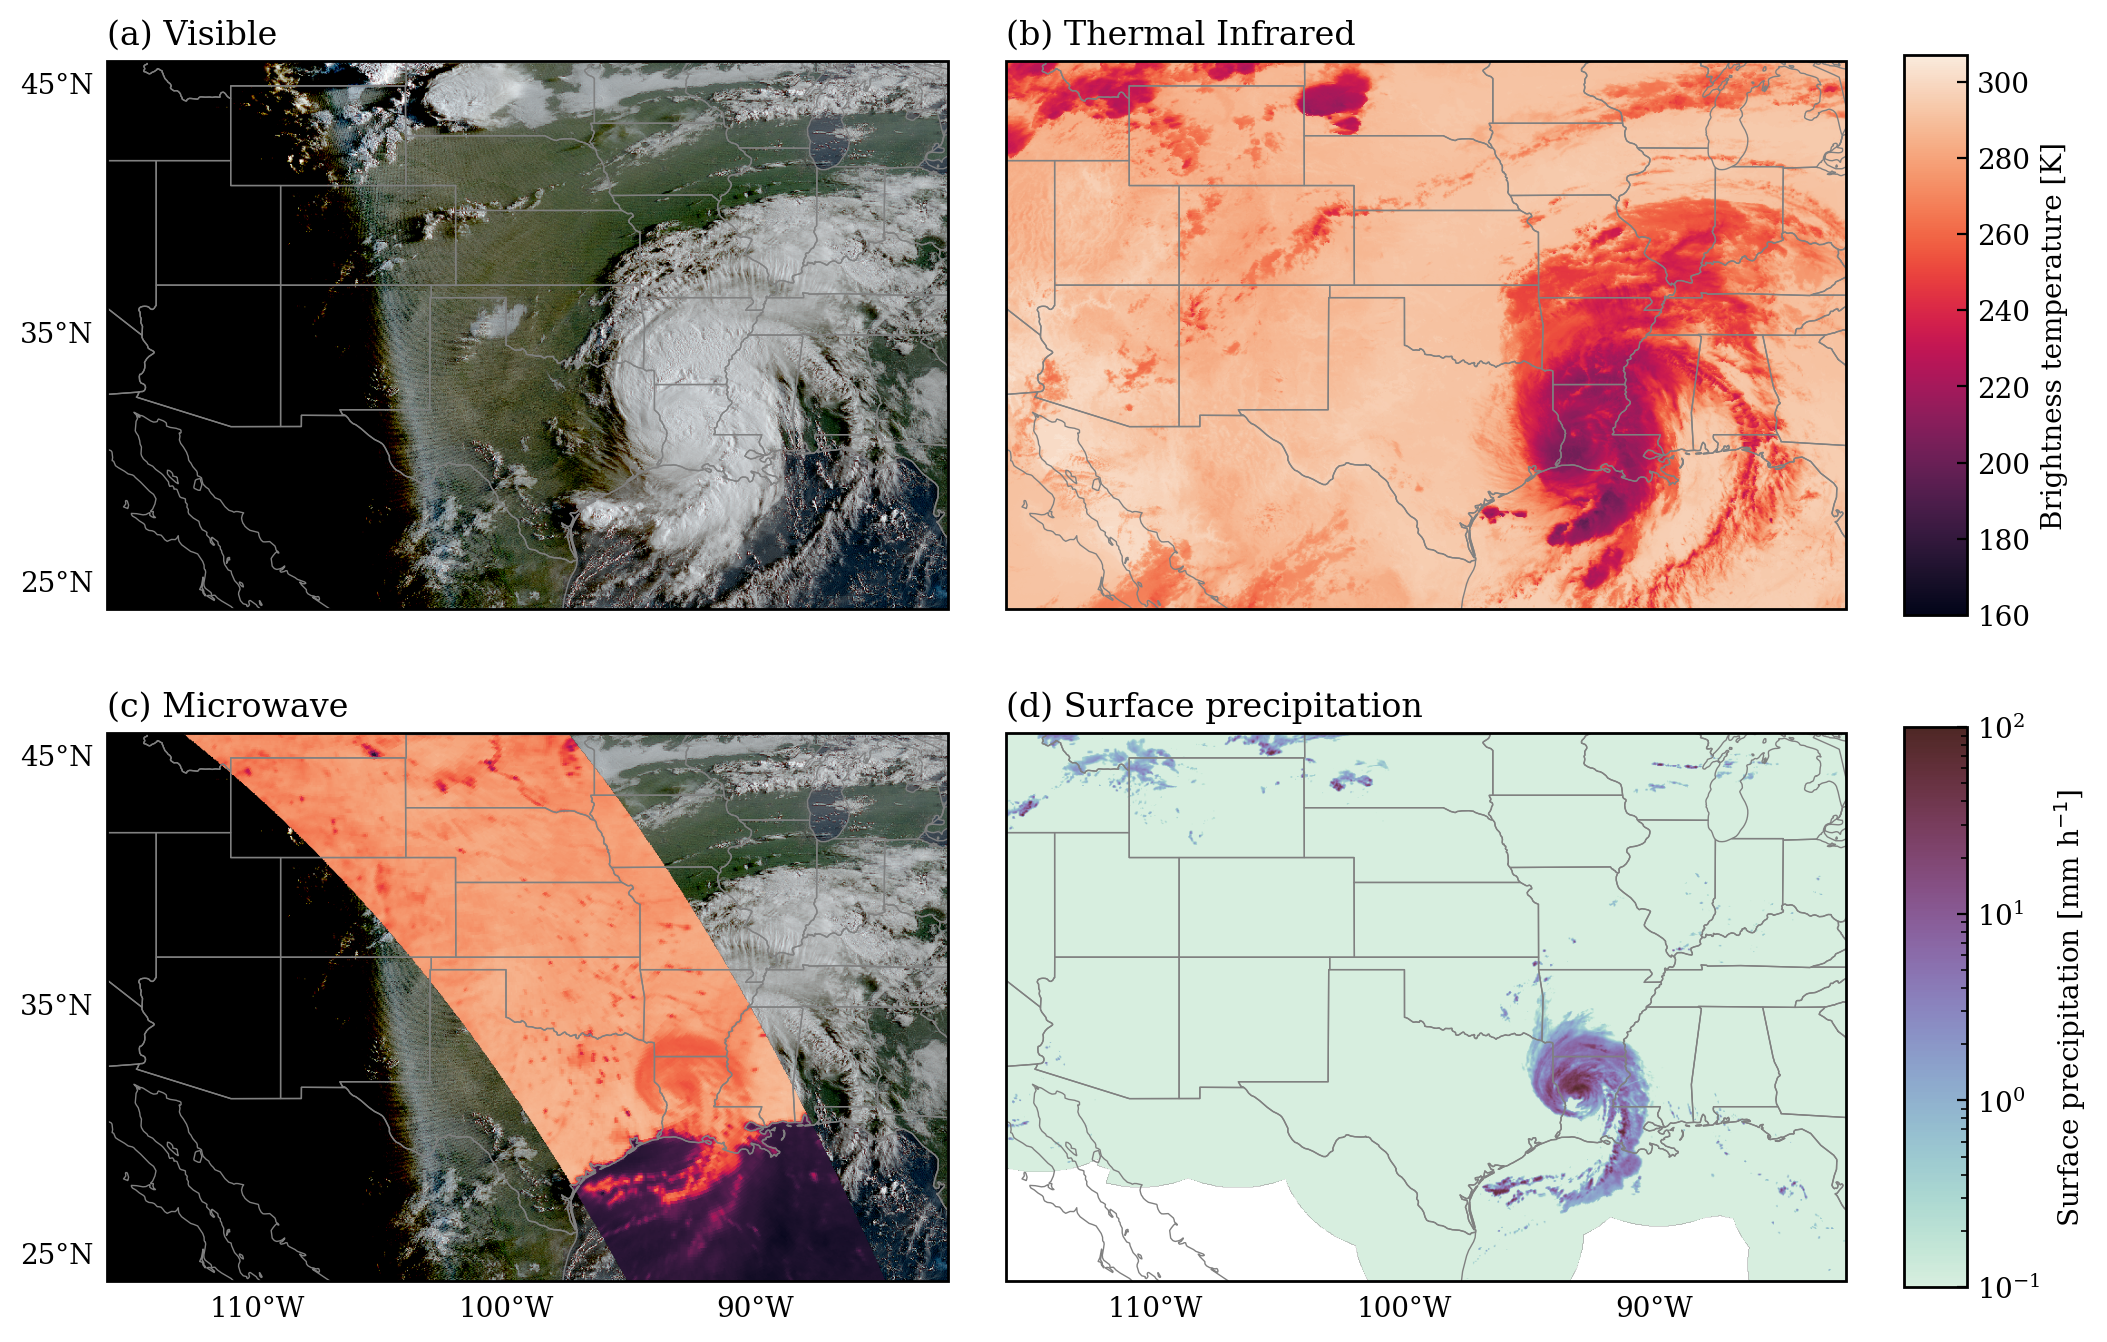 (a) Visible
(b) Thermal Infrared
45°N
35°N
25°N
300
280
260
240
220
200
180
160
Brightness temperature [K]
(c) Microwave
(d) Surface precipitation
45°N
35°N
25°N
110°W
100°W
90°W
110°W
100°W
90°W
10²
10¹
10⁰
10⁻¹
Surface precipitation [mm h⁻¹]